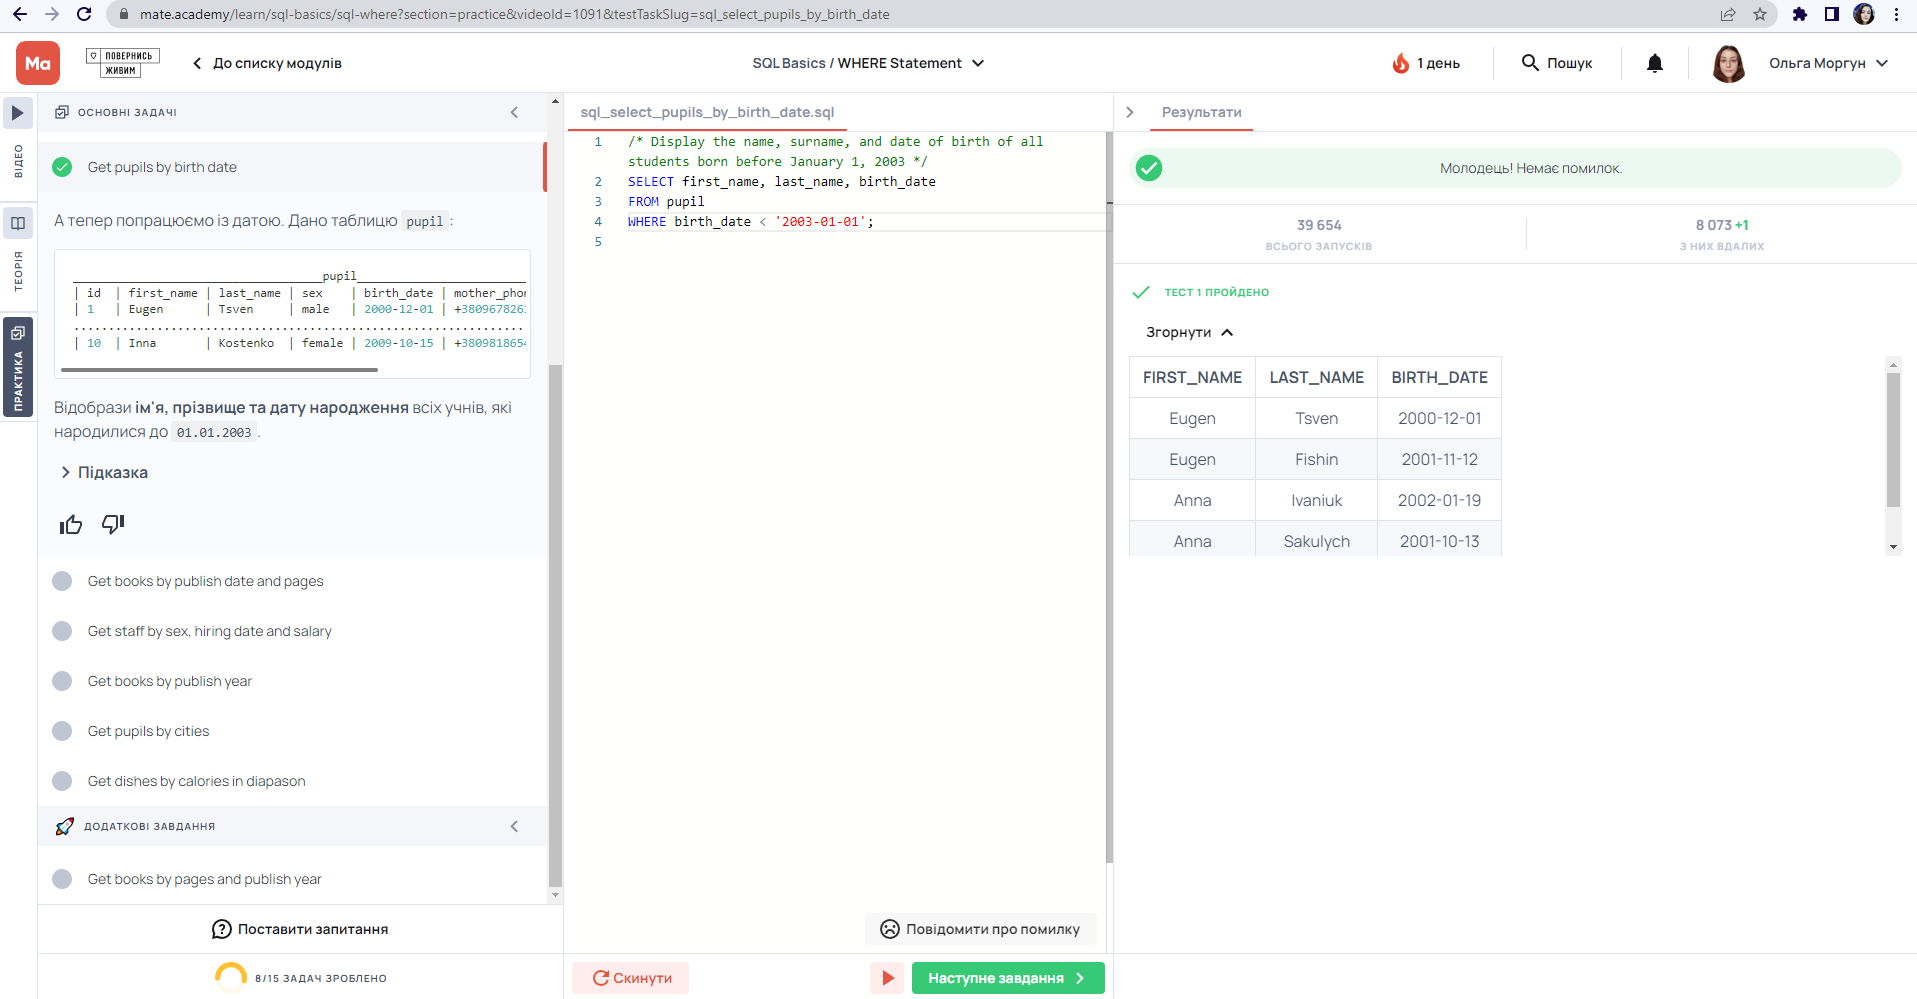 mate.academy/learn/sql-basics/sql-where?section=practice&videoId=1091&testTaskSlug=sql_select_pupils_by_birth_date
Ma
ПОВЕРНИСЬ
ЖИВИМ
До списку модулів
SQL Basics / WHERE Statement
1 день
Пошук
Ольга Моргун
ВІДЕО
ТЕОРІЯ
ПРАКТИКА
ОСНОВНІ ЗАДАЧІ
Get pupils by birth date
А тепер попрацюємо із датою. Дано таблицю pupil :
pupil
| id | first_name | last_name | sex | birth_date | mother_phon
| 1 | Eugen | Tsven | male | 2000-12-01 | +3809678261
| 10 | Inna | Kostenko | female | 2009-10-15 | +3809818654
Відобрази ім'я, прізвище та дату народження всіх учнів, які
народилися до 01.01.2003 .
Підказка
Get books by publish date and pages
Get staff by sex, hiring date and salary
Get books by publish year
Get pupils by cities
Get dishes by calories in diapason
ДОДАТКОВІ ЗАВДАННЯ
Get books by pages and publish year
Поставити запитання
8/15 ЗАДАЧ ЗРОБЛЕНО
sql_select_pupils_by_birth_date.sql
1 /* Display the name, surname, and date of birth of all
students born before January 1, 2003 */
2 SELECT first_name, last_name, birth_date
3 FROM pupil
4 WHERE birth_date < '2003-01-01';
5
Повідомити про помилку
Скинути
Наступне завдання
Результати
Молодець! Немає помилок.
39 654
ВСЬОГО ЗАПУСКІВ
8 073 +1
З НИХ ВДАЛИХ
ТЕСТ 1 ПРОЙДЕНО
Згорнути
FIRST_NAME LAST_NAME BIRTH_DATE
Eugen Tsven 2000-12-01
Eugen Fishin 2001-11-12
Anna Ivaniuk 2002-01-19
Anna Sakulych 2001-10-13